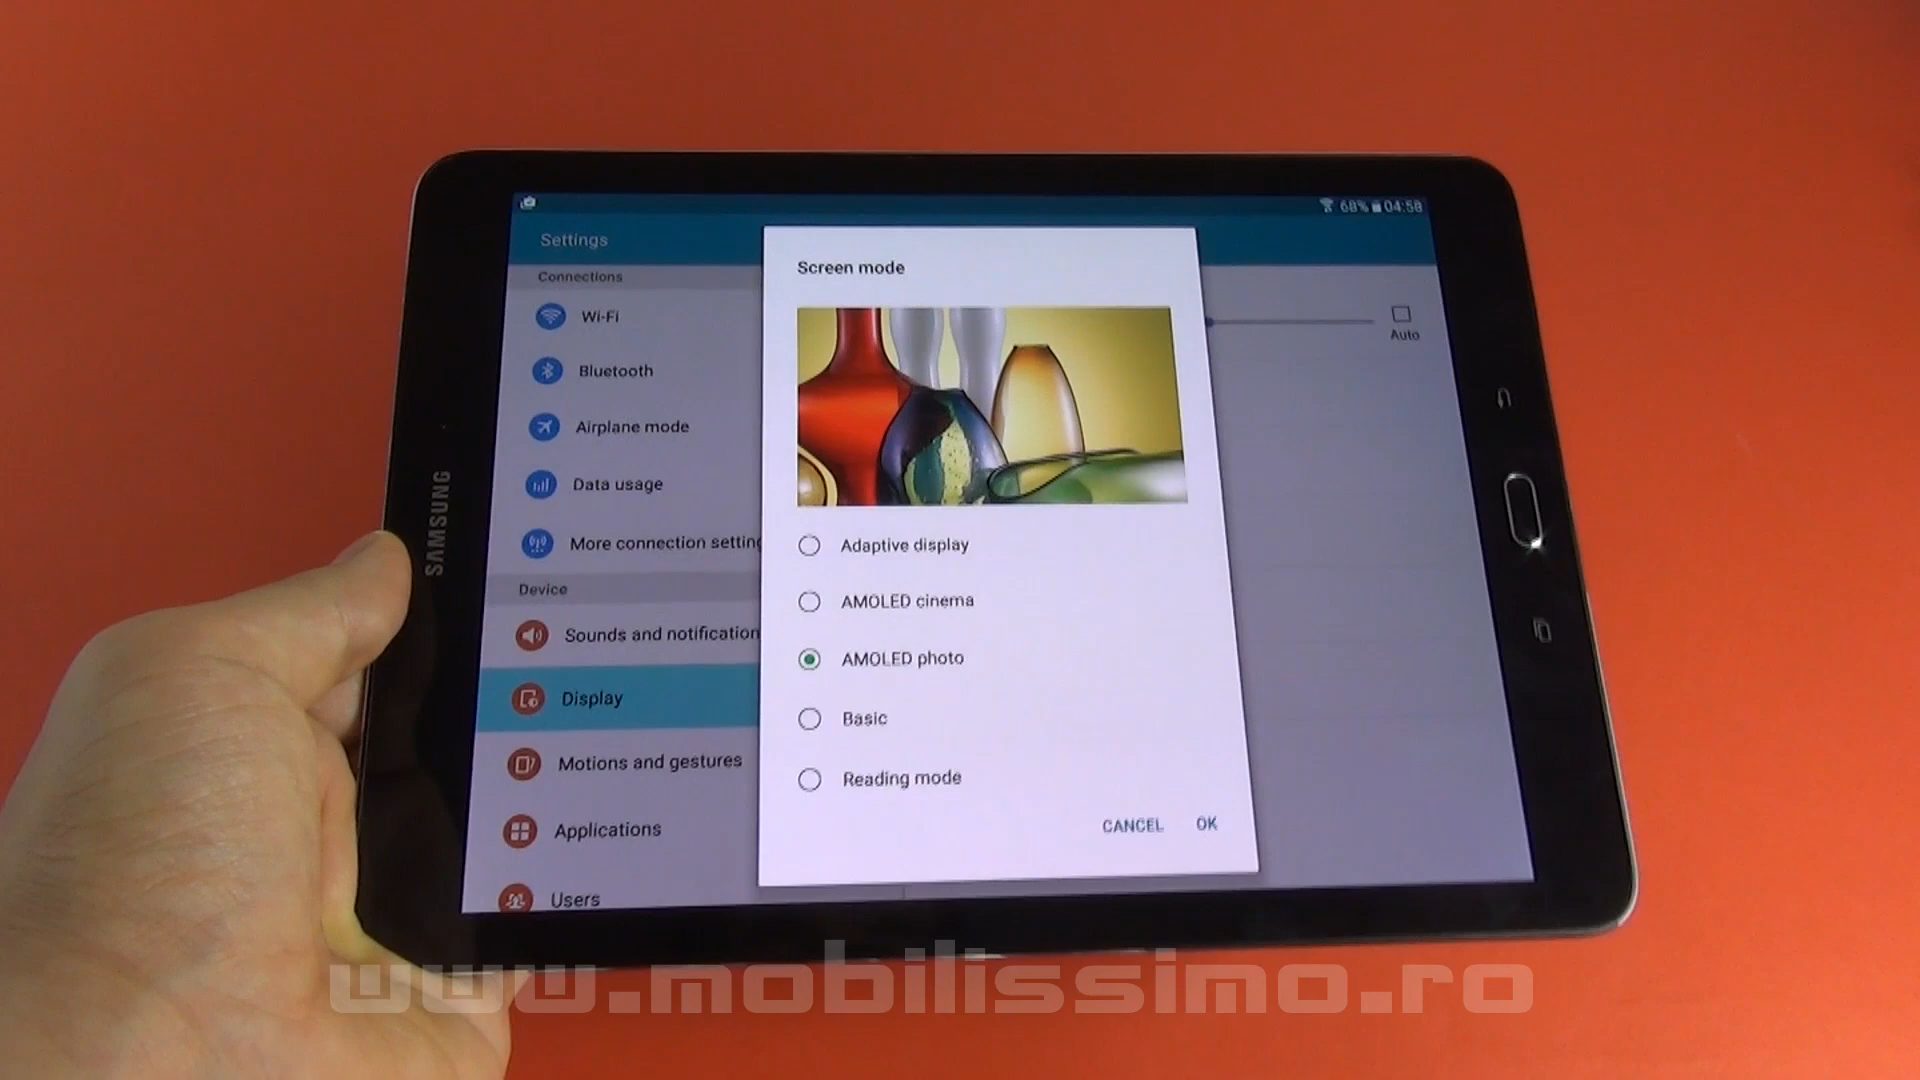 68% 04:58
Settings
Connections
Wi-Fi
Bluetooth
Airplane mode
Data usage
More connection setting
Device
Sounds and notification
Display
Motions and gestures
Applications
Users
Screen mode
Adaptive display
AMOLED cinema
AMOLED photo
Basic
Reading mode
CANCEL OK
Auto
SAMSUNG
www.mobilissimo.ro